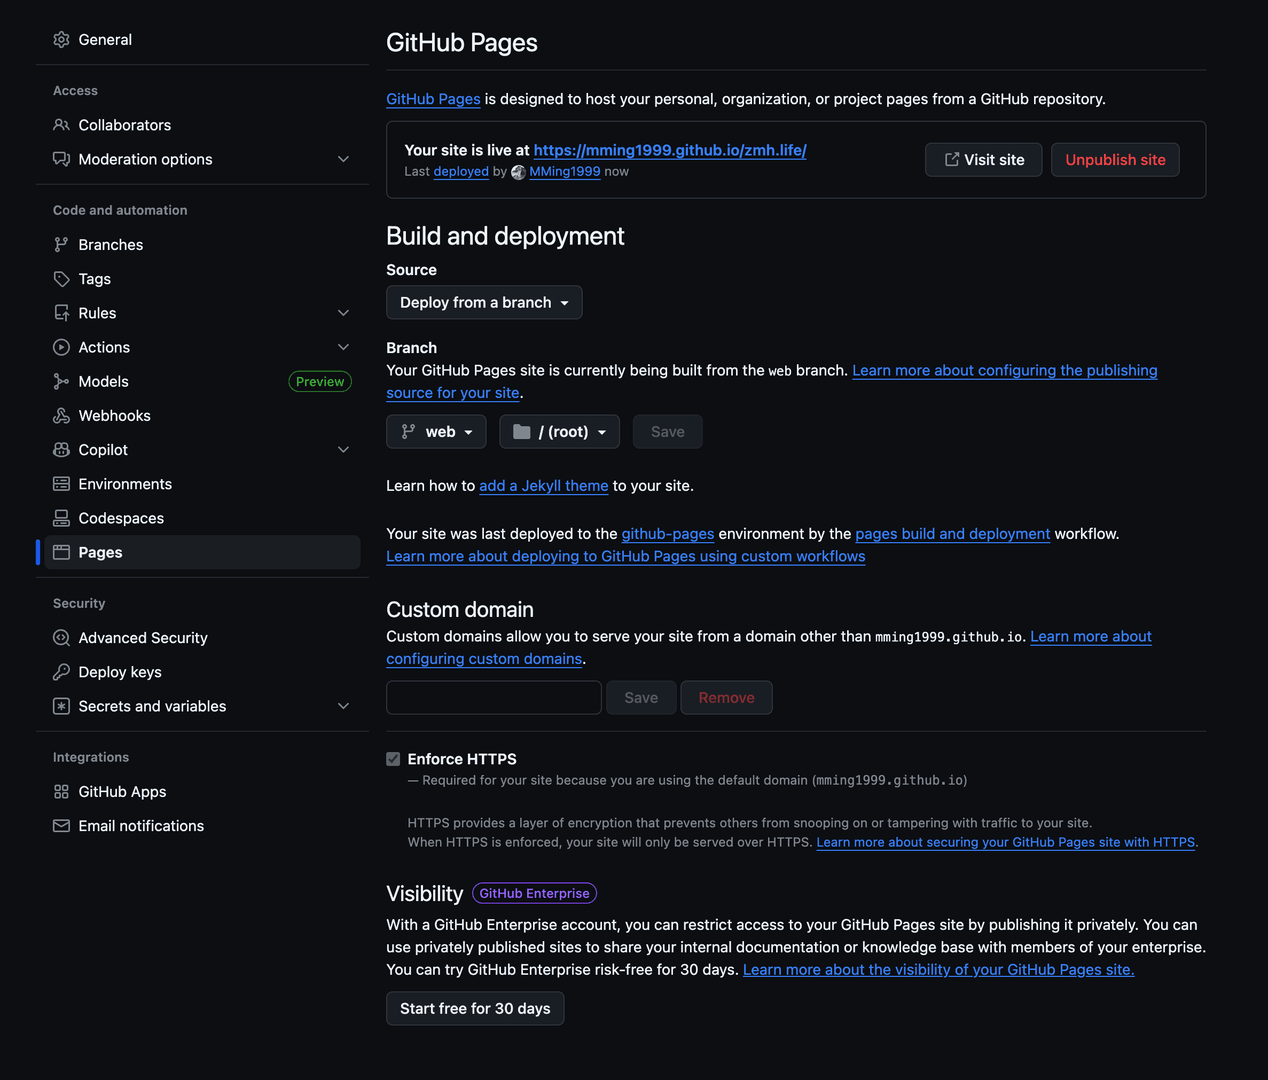 General
Access
Collaborators
Moderation options
Code and automation
Branches
Tags
Rules
Actions
Models Preview
Webhooks
Copilot
Environments
Codespaces
Pages
Security
Advanced Security
Deploy keys
Secrets and variables
Integrations
GitHub Apps
Email notifications
GitHub Pages
GitHub Pages is designed to host your personal, organization, or project pages from a GitHub repository.
Your site is live at https://mming1999.github.io/zmh.life/
Last deployed by MMing1999 now
Visit site
Unpublish site
Build and deployment
Source
Deploy from a branch
Branch
Your GitHub Pages site is currently being built from the web branch. Learn more about configuring the publishing
source for your site.
web / (root) Save
Learn how to add a Jekyll theme to your site.
Your site was last deployed to the github-pages environment by the pages build and deployment workflow.
Learn more about deploying to GitHub Pages using custom workflows
Custom domain
Custom domains allow you to serve your site from a domain other than mming1999.github.io. Learn more about
configuring custom domains.
Save Remove
Enforce HTTPS
— Required for your site because you are using the default domain (mming1999.github.io)
HTTPS provides a layer of encryption that prevents others from snooping on or tampering with traffic to your site.
When HTTPS is enforced, your site will only be served over HTTPS. Learn more about securing your GitHub Pages site with HTTPS.
Visibility GitHub Enterprise
With a GitHub Enterprise account, you can restrict access to your GitHub Pages site by publishing it privately. You can
use privately published sites to share your internal documentation or knowledge base with members of your enterprise.
You can try GitHub Enterprise risk-free for 30 days. Learn more about the visibility of your GitHub Pages site.
Start free for 30 days